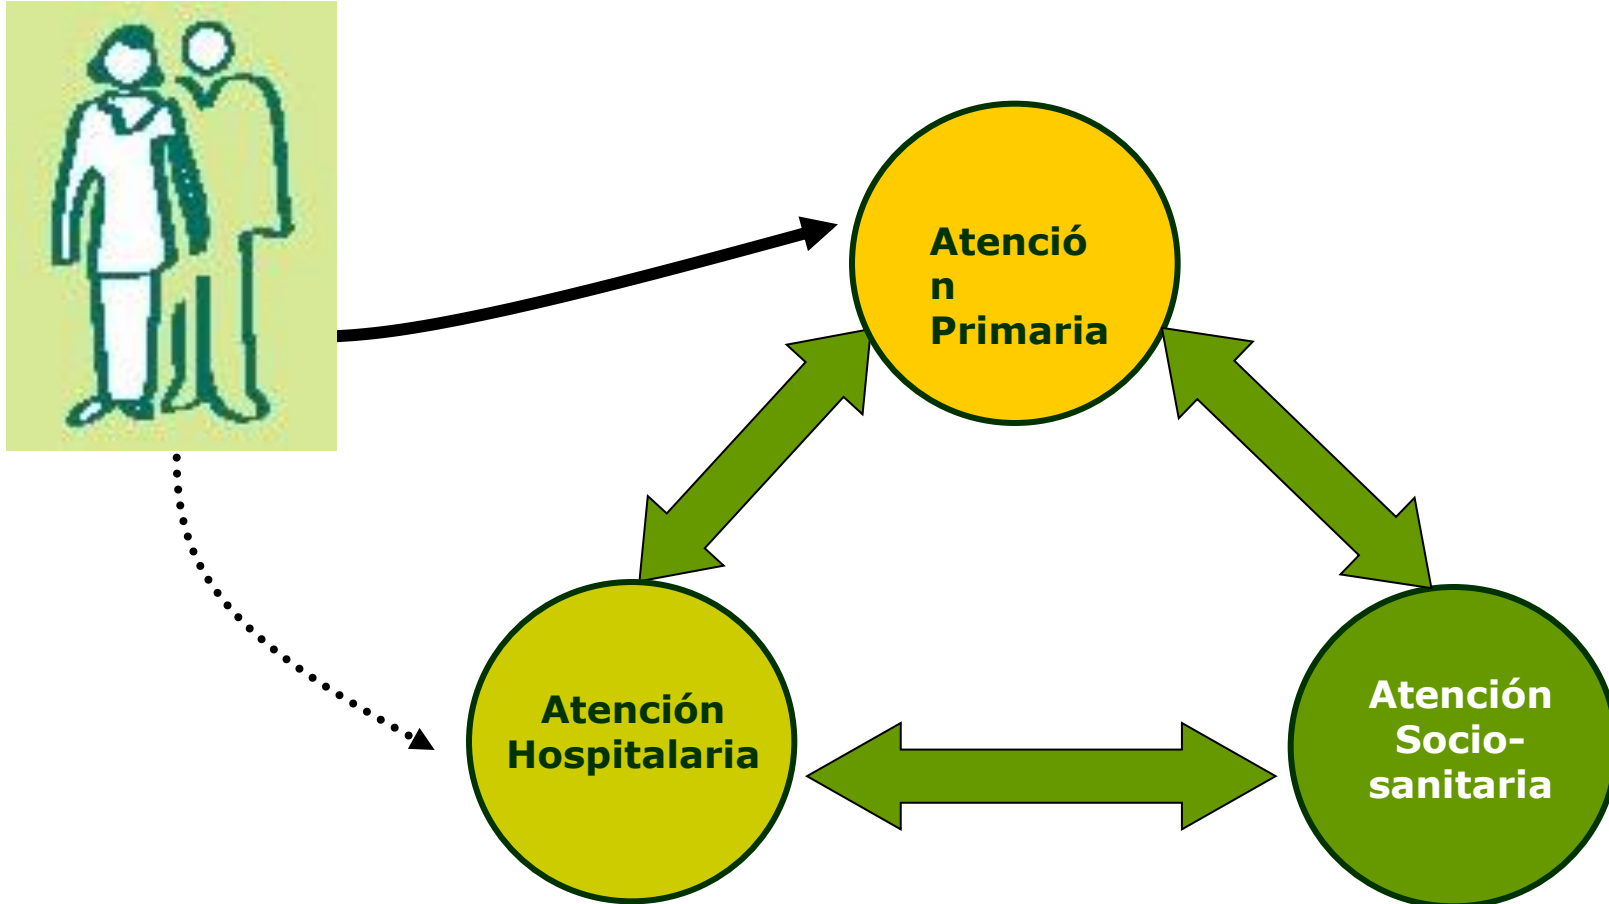 Atenció
n
Primaria
Atención
Hospitalaria
Atención
Socio-
sanitaria